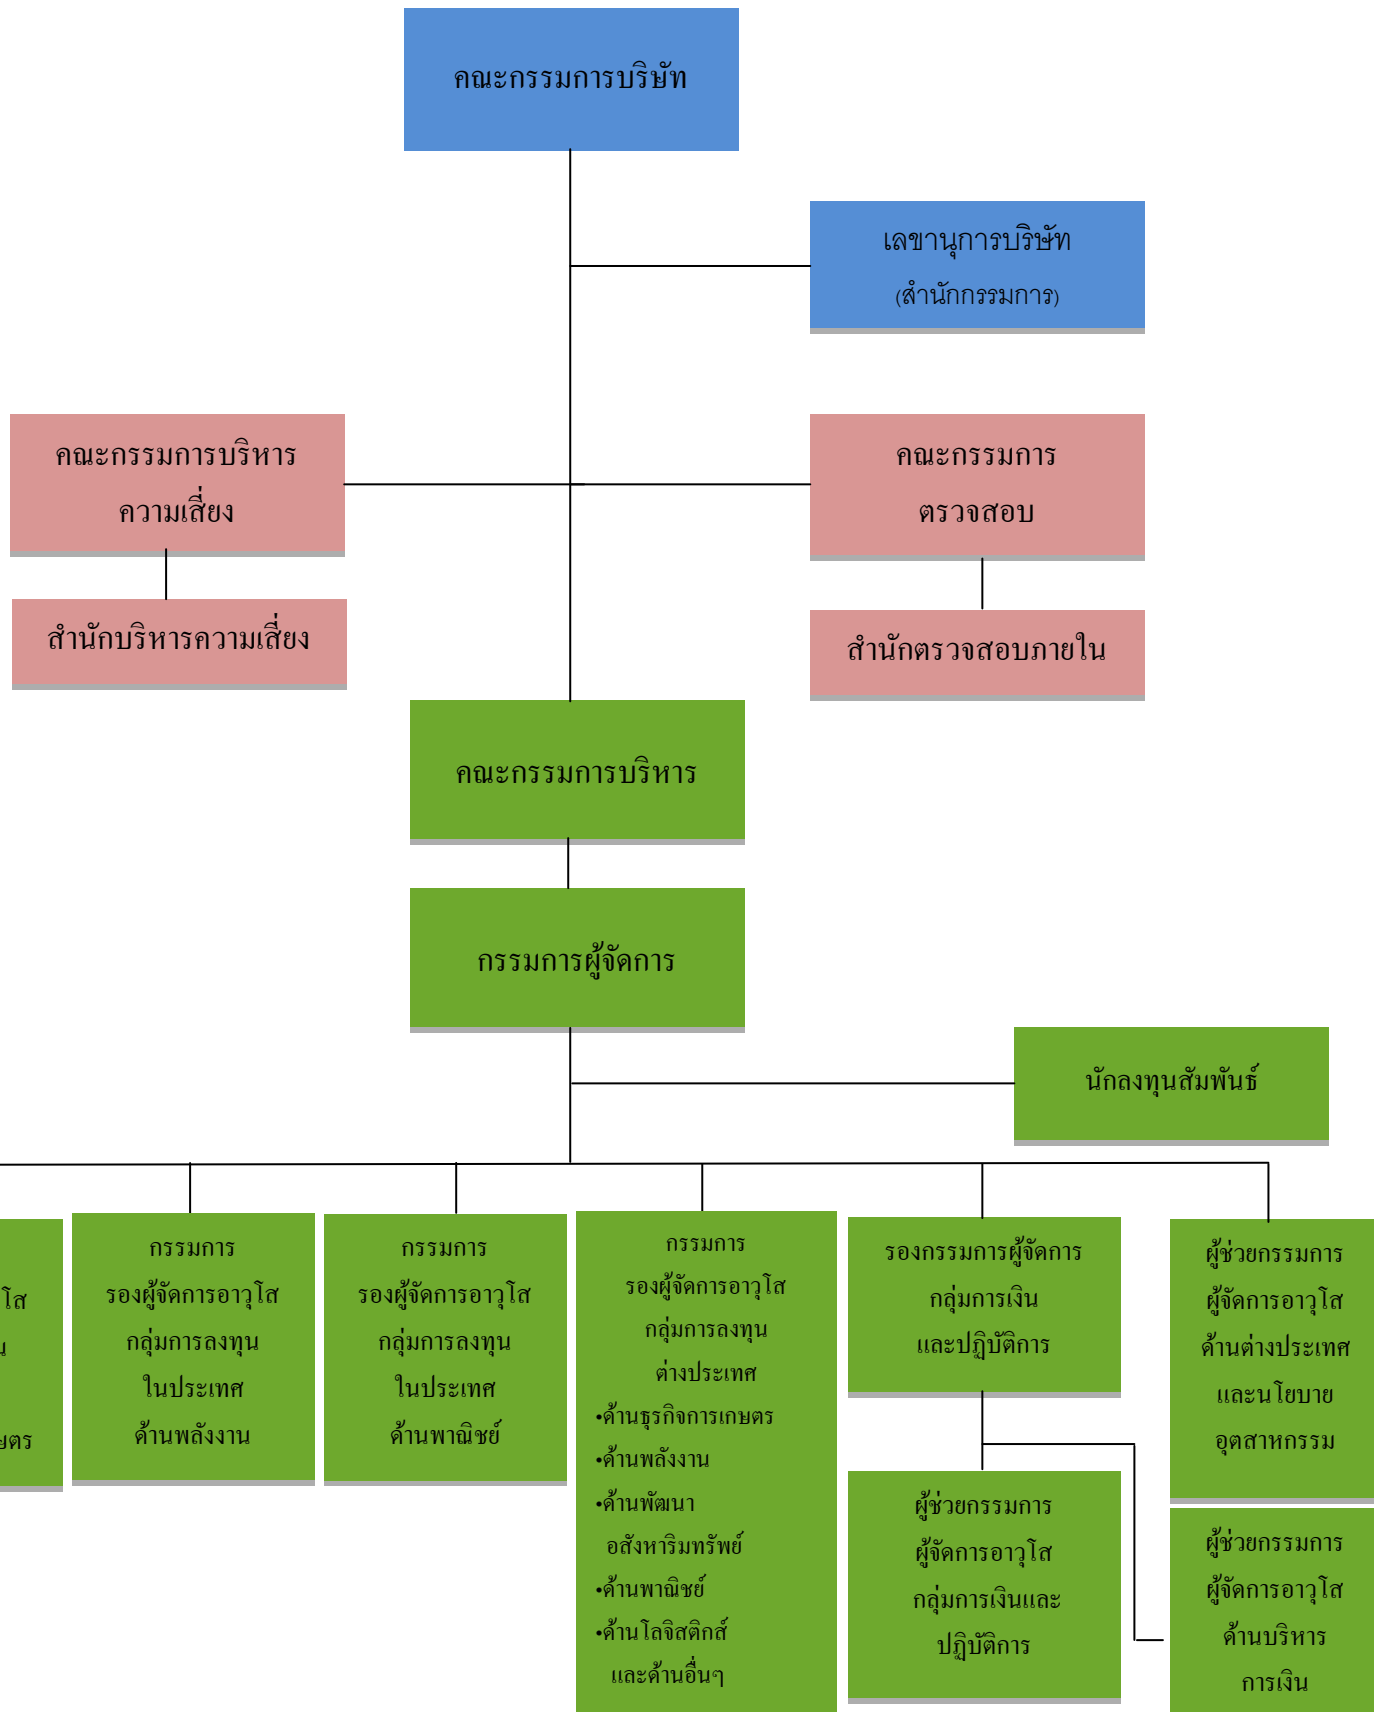 คณะกรรมการบริษัท
เลขานุการบริษัท
(สำนักกรรมการ)
คณะกรรมการบริหาร
ความเสี่ยง
คณะกรรมการ
ตรวจสอบ
สำนักบริหารความเสี่ยง
สำนักตรวจสอบภายใน
คณะกรรมการบริหาร
กรรมการผู้จัดการ
นักลงทุนสัมพันธ์
กรรมการ
รองผู้จัดการอาวุโส
กลุ่มการลงทุน
ในประเทศ
ด้านพลังงาน
กรรมการ
รองผู้จัดการอาวุโส
กลุ่มการลงทุน
ในประเทศ
ด้านพาณิชย์
กรรมการ
รองผู้จัดการอาวุโส
กลุ่มการลงทุน
ต่างประเทศ
•ด้านธุรกิจการเกษตร
•ด้านพลังงาน
•ด้านพัฒนา
อสังหาริมทรัพย์
•ด้านพาณิชย์
•ด้านโลจิสติกส์
และด้านอื่นๆ
รองกรรมการผู้จัดการ
กลุ่มการเงิน
และปฏิบัติการ
ผู้ช่วยกรรมการ
ผู้จัดการอาวุโส
กลุ่มการเงินและ
ปฏิบัติการ
ผู้ช่วยกรรมการ
ผู้จัดการอาวุโส
ด้านต่างประเทศ
และนโยบาย
อุตสาหกรรม
ผู้ช่วยกรรมการ
ผู้จัดการอาวุโส
ด้านบริหาร
การเงิน